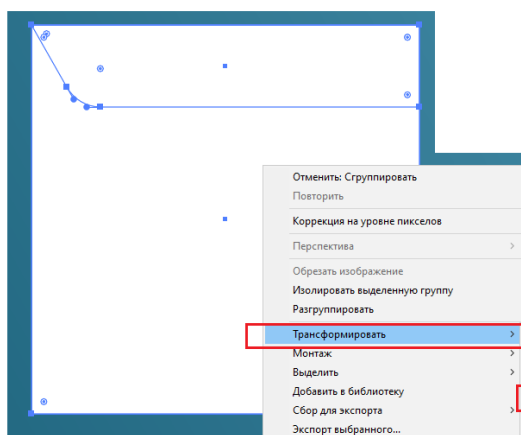 Отменить: Сгруппировать
Повторить
Коррекция на уровне пикселов
Перспектива
Обрезать изображение
Изолировать выделенную группу
Разгруппировать
Трансформировать
Монтаж
Выделить
Добавить в библиотеку
Сбор для экспорта
Экспорт выбранного...